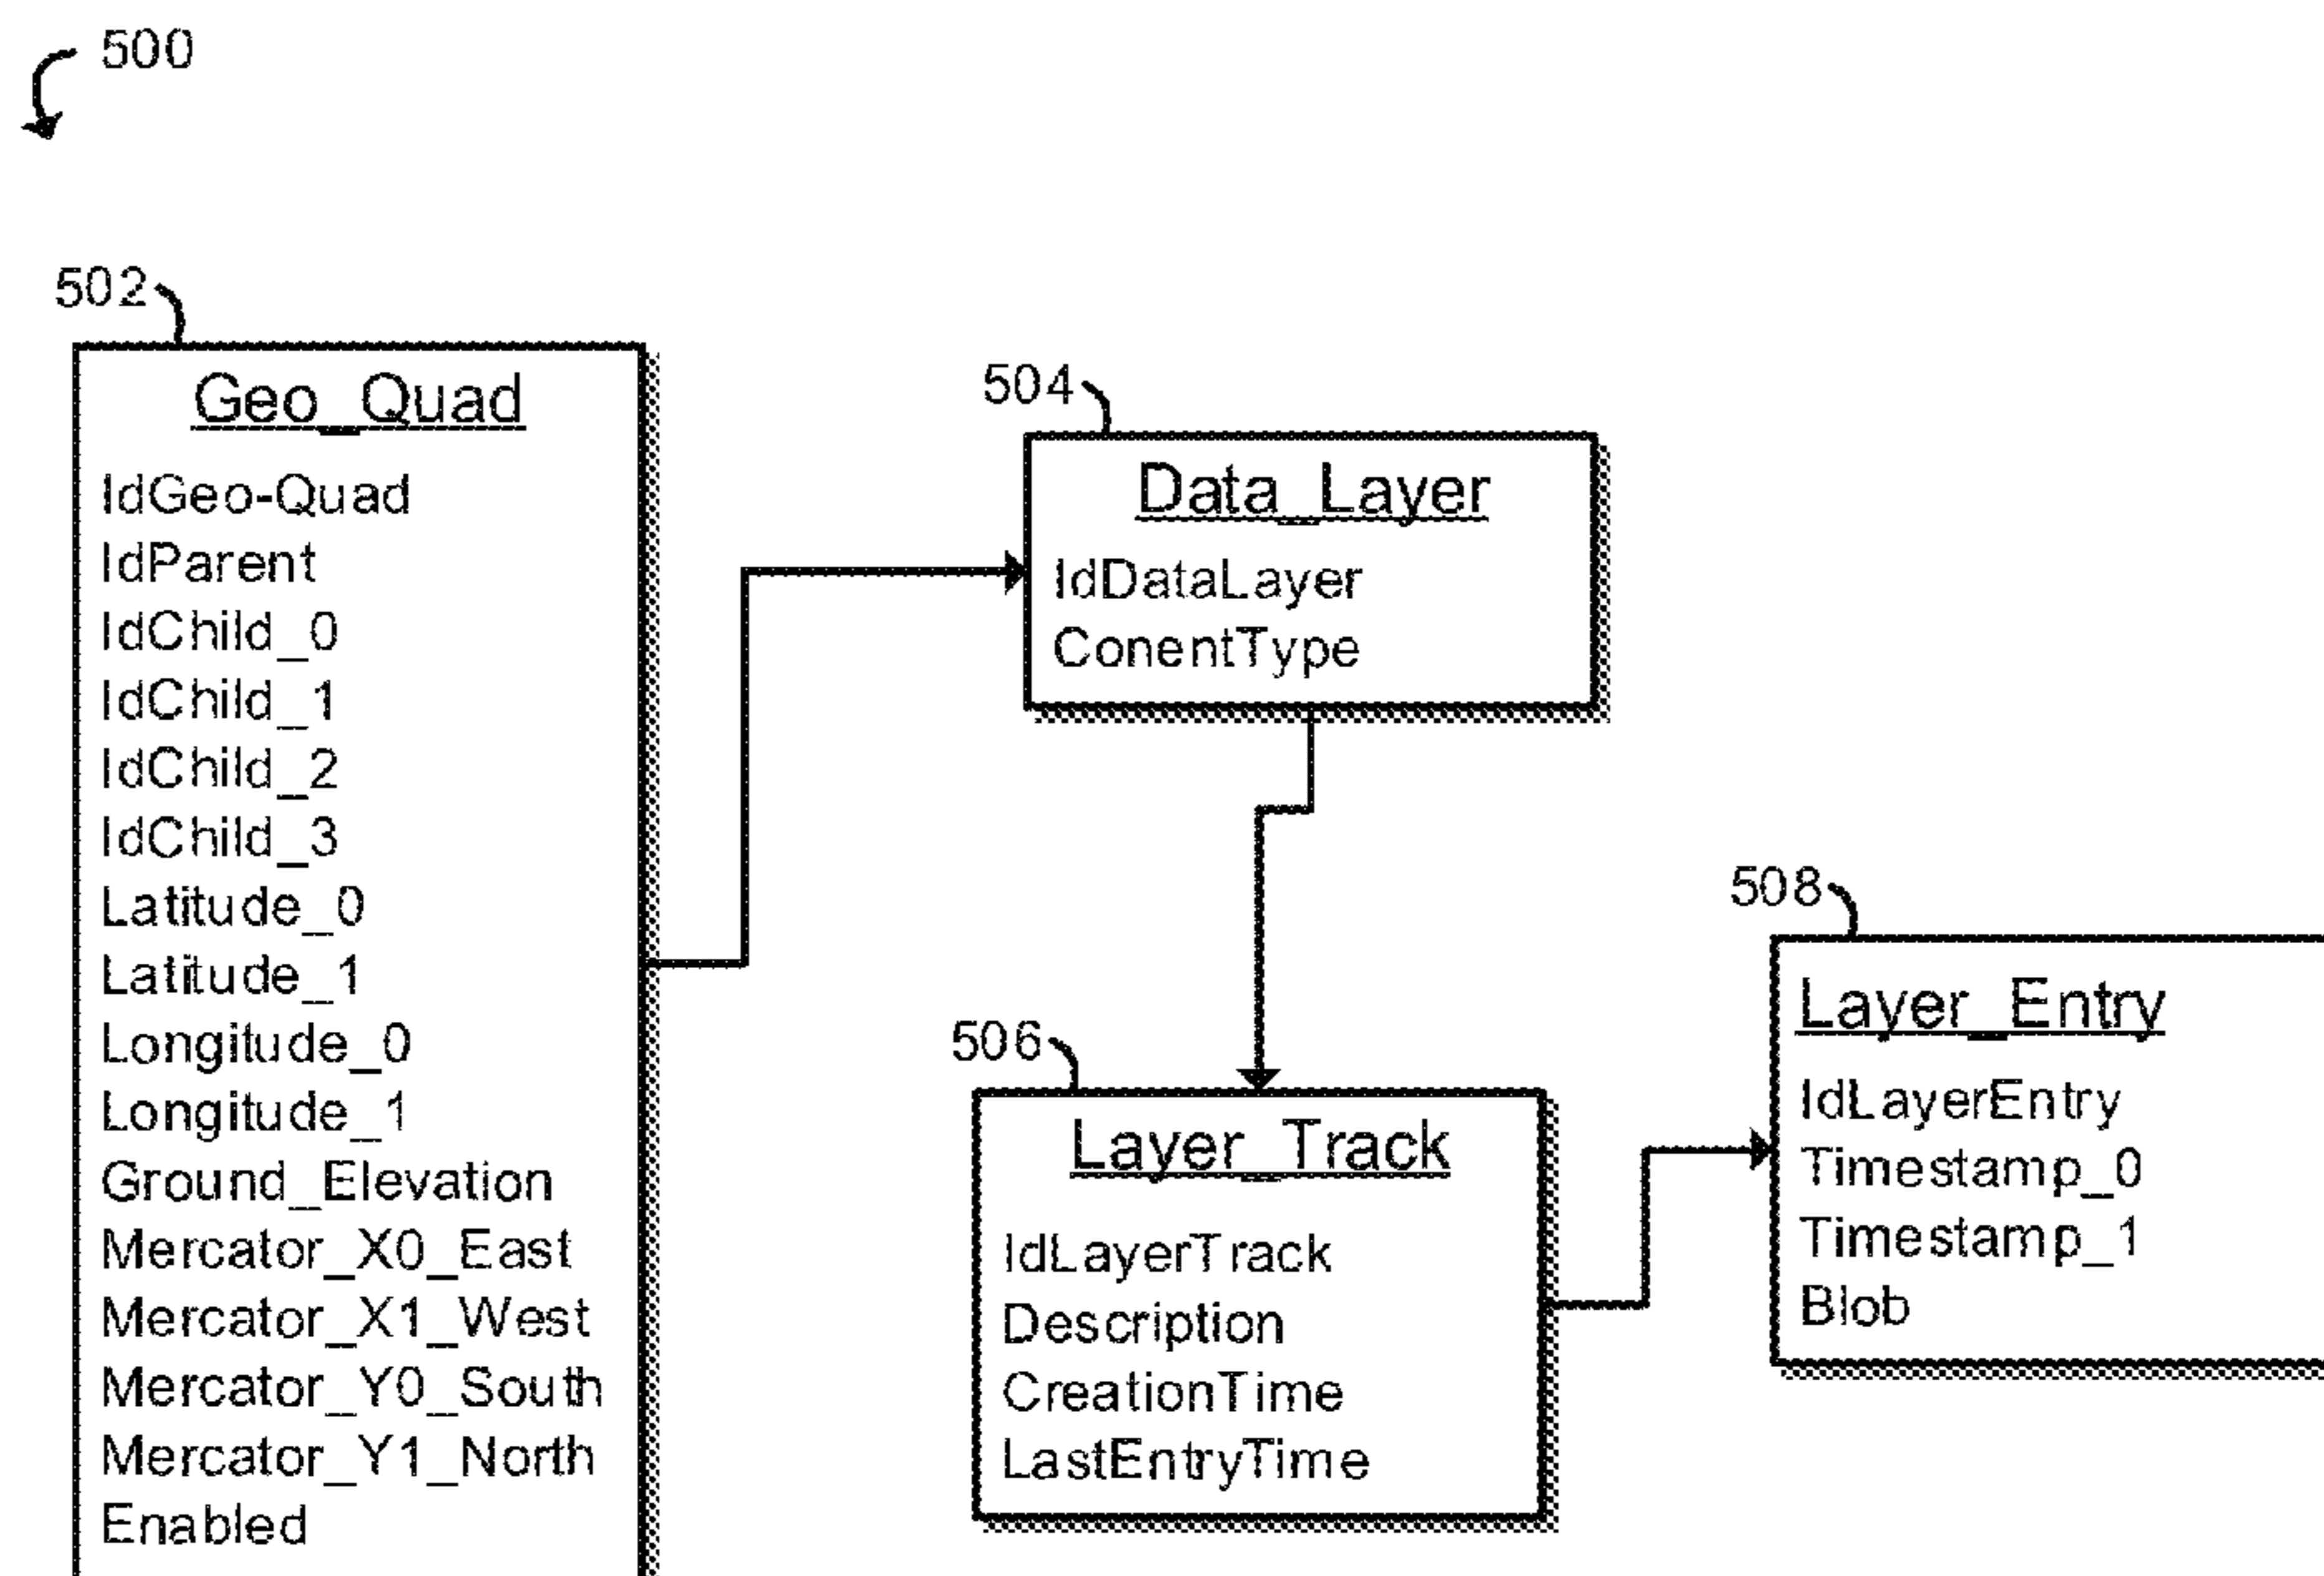 500
502
Geo_Quad
IdGeo-Quad
IdParent
IdChild_0
IdChild_1
IdChild_2
IdChild_3
Latitude_0
Latitude_1
Longitude_0
Longitude_1
Ground_Elevation
Mercator_X0_East
Mercator_X1_West
Mercator_Y0_South
Mercator_Y1_North
Enabled
504
Data_Layer
IdDataLayer
ConentType
506
Layer_Track
IdLayerTrack
Description
CreationTime
LastEntryTime
508
Layer_Entry
IdLayerEntry
Timestamp_0
Timestamp_1
Blob